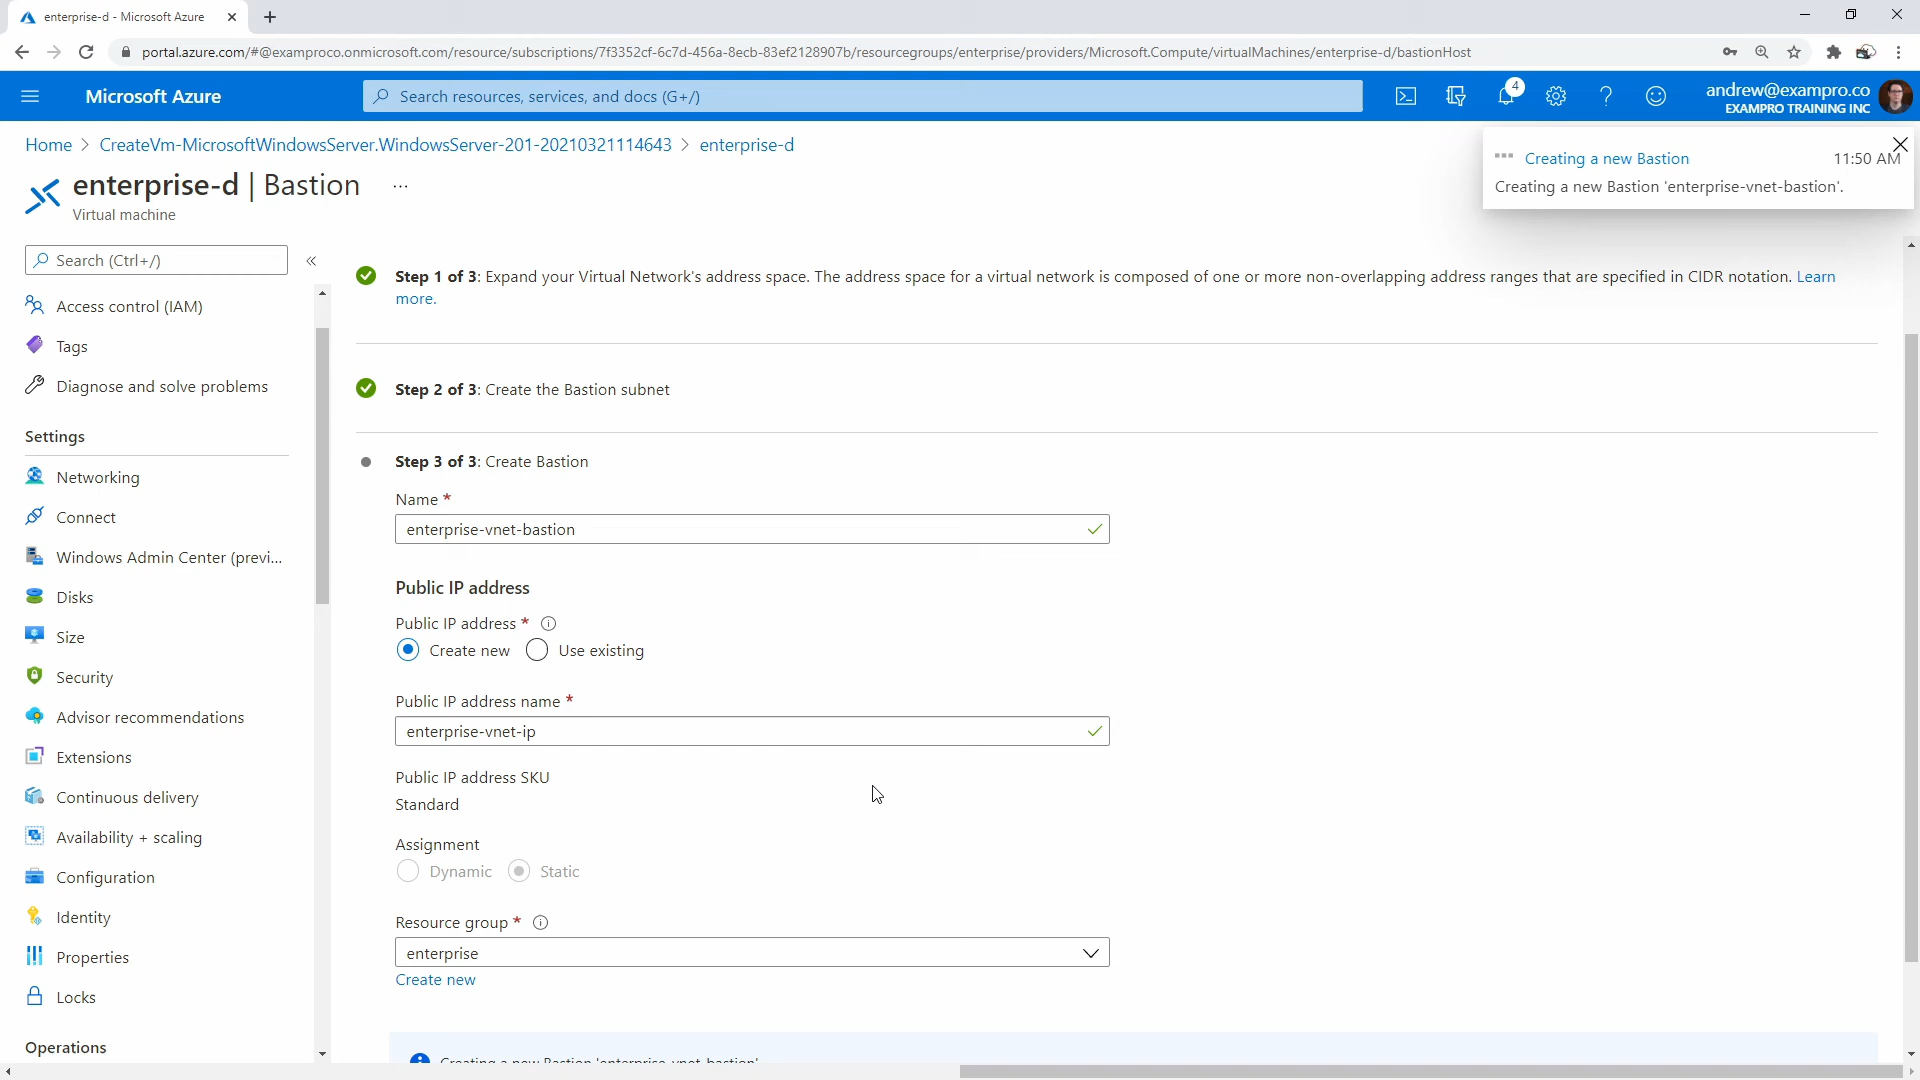 enterprise-d - Microsoft Azure
portal.azure.com/#@examproco.onmicrosoft.com/resource/subscriptions/7f3352cf-6c7d-456a-8ecb-83ef2128907b/resourcegroups/enterprise/providers/Microsoft.Compute/virtualMachines/enterprise-d/bastionHost
Microsoft Azure
Search resources, services, and docs (G+/)
4
andrew@exampro.co
EXAMPRO TRAINING INC
Home > CreateVm-MicrosoftWindowsServer.WindowsServer-201-20210321114643 > enterprise-d
Creating a new Bastion 11:50 AM
Creating a new Bastion 'enterprise-vnet-bastion'.
enterprise-d | Bastion ...
Virtual machine
Search (Ctrl+/)
«
Access control (IAM)
Tags
Diagnose and solve problems
Settings
Networking
Connect
Windows Admin Center (previ...
Disks
Size
Security
Advisor recommendations
Extensions
Continuous delivery
Availability + scaling
Configuration
Identity
Properties
Locks
Operations
Step 1 of 3: Expand your Virtual Network's address space. The address space for a virtual network is composed of one or more non-overlapping address ranges that are specified in CIDR notation. Learn
more.
Step 2 of 3: Create the Bastion subnet
Step 3 of 3: Create Bastion
Name *
enterprise-vnet-bastion
Public IP address
Public IP address *
Create new Use existing
Public IP address name *
enterprise-vnet-ip
Public IP address SKU
Standard
Assignment
Dynamic Static
Resource group *
enterprise
Create new
Creating a new Bastion 'enterprise-vnet-bastion'